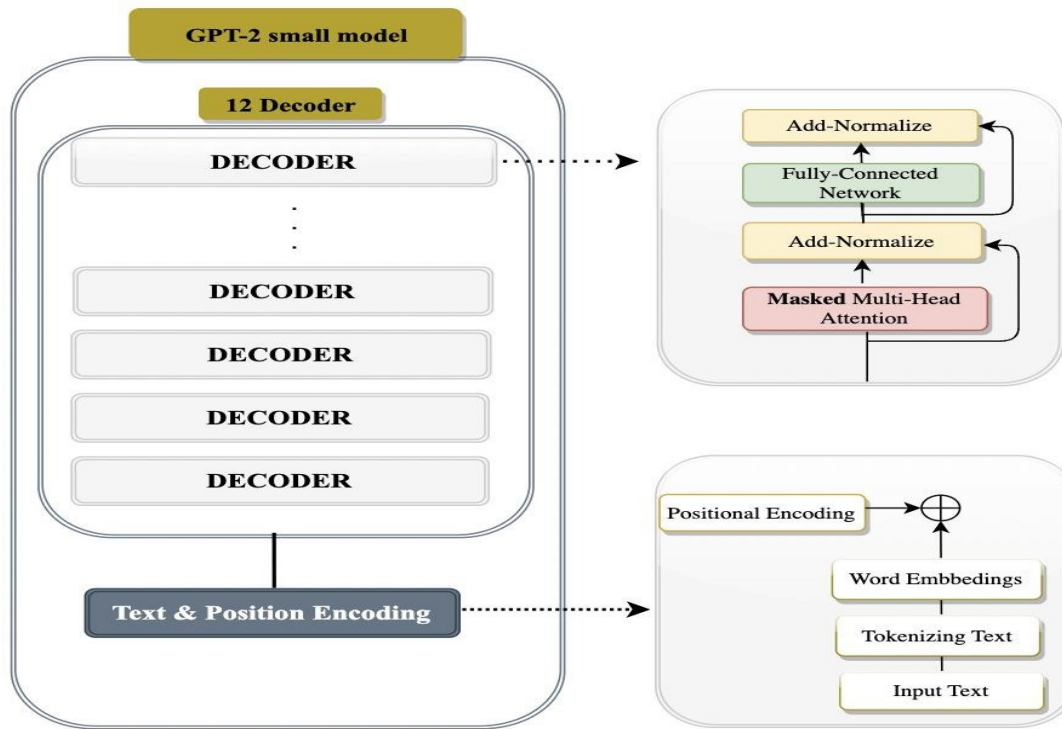 GPT-2 small model
12 Decoder
DECODER
DECODER
DECODER
DECODER
DECODER
Text & Position Encoding
Add-Normalize
Fully-Connected
Network
Add-Normalize
Masked Multi-Head
Attention
Positional Encoding
Word Embbedings
Tokenizing Text
Input Text